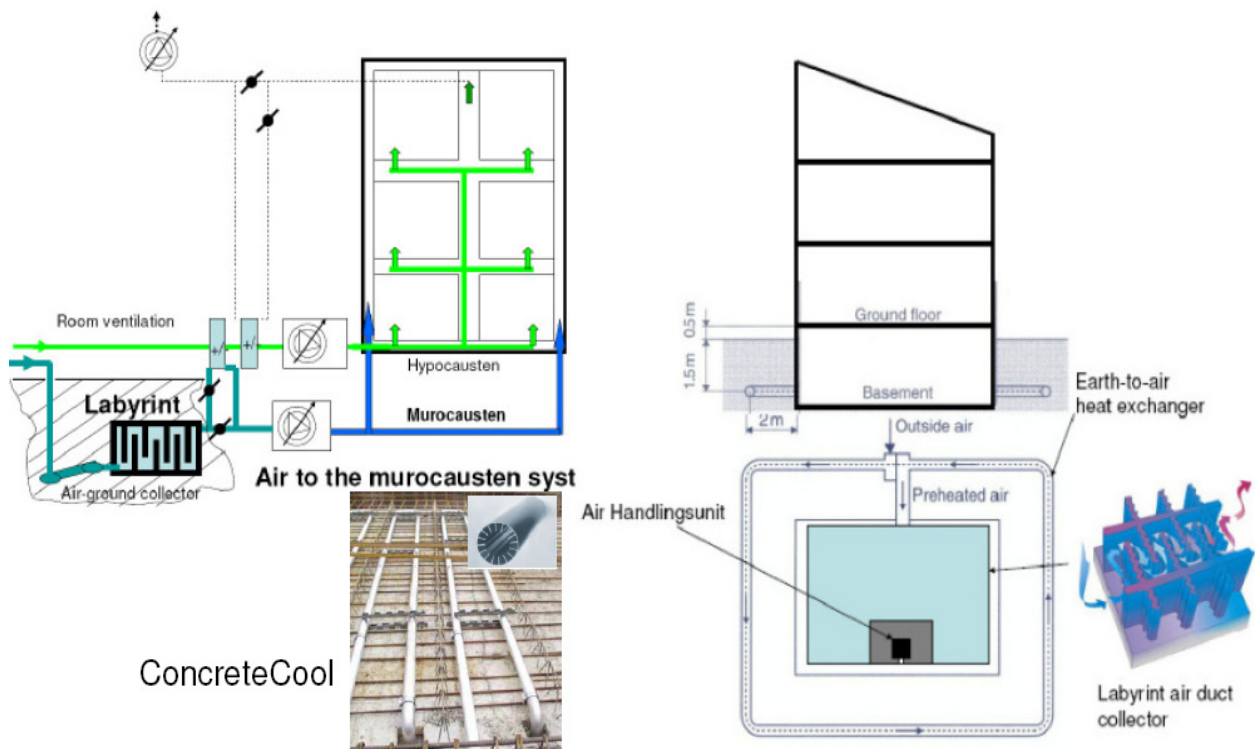 Room ventilation
+/-
+/-
Hypocausten
Labyrint
Murocausten
Air-ground collector
Air to the murocausten syst
ConcreteCool
Ground floor
0.5m
1.5m
Basement
2m
Earth-to-air
heat exchanger
Outside air
Preheated air
Air Handlingsunit
Labyrint air duct
collector